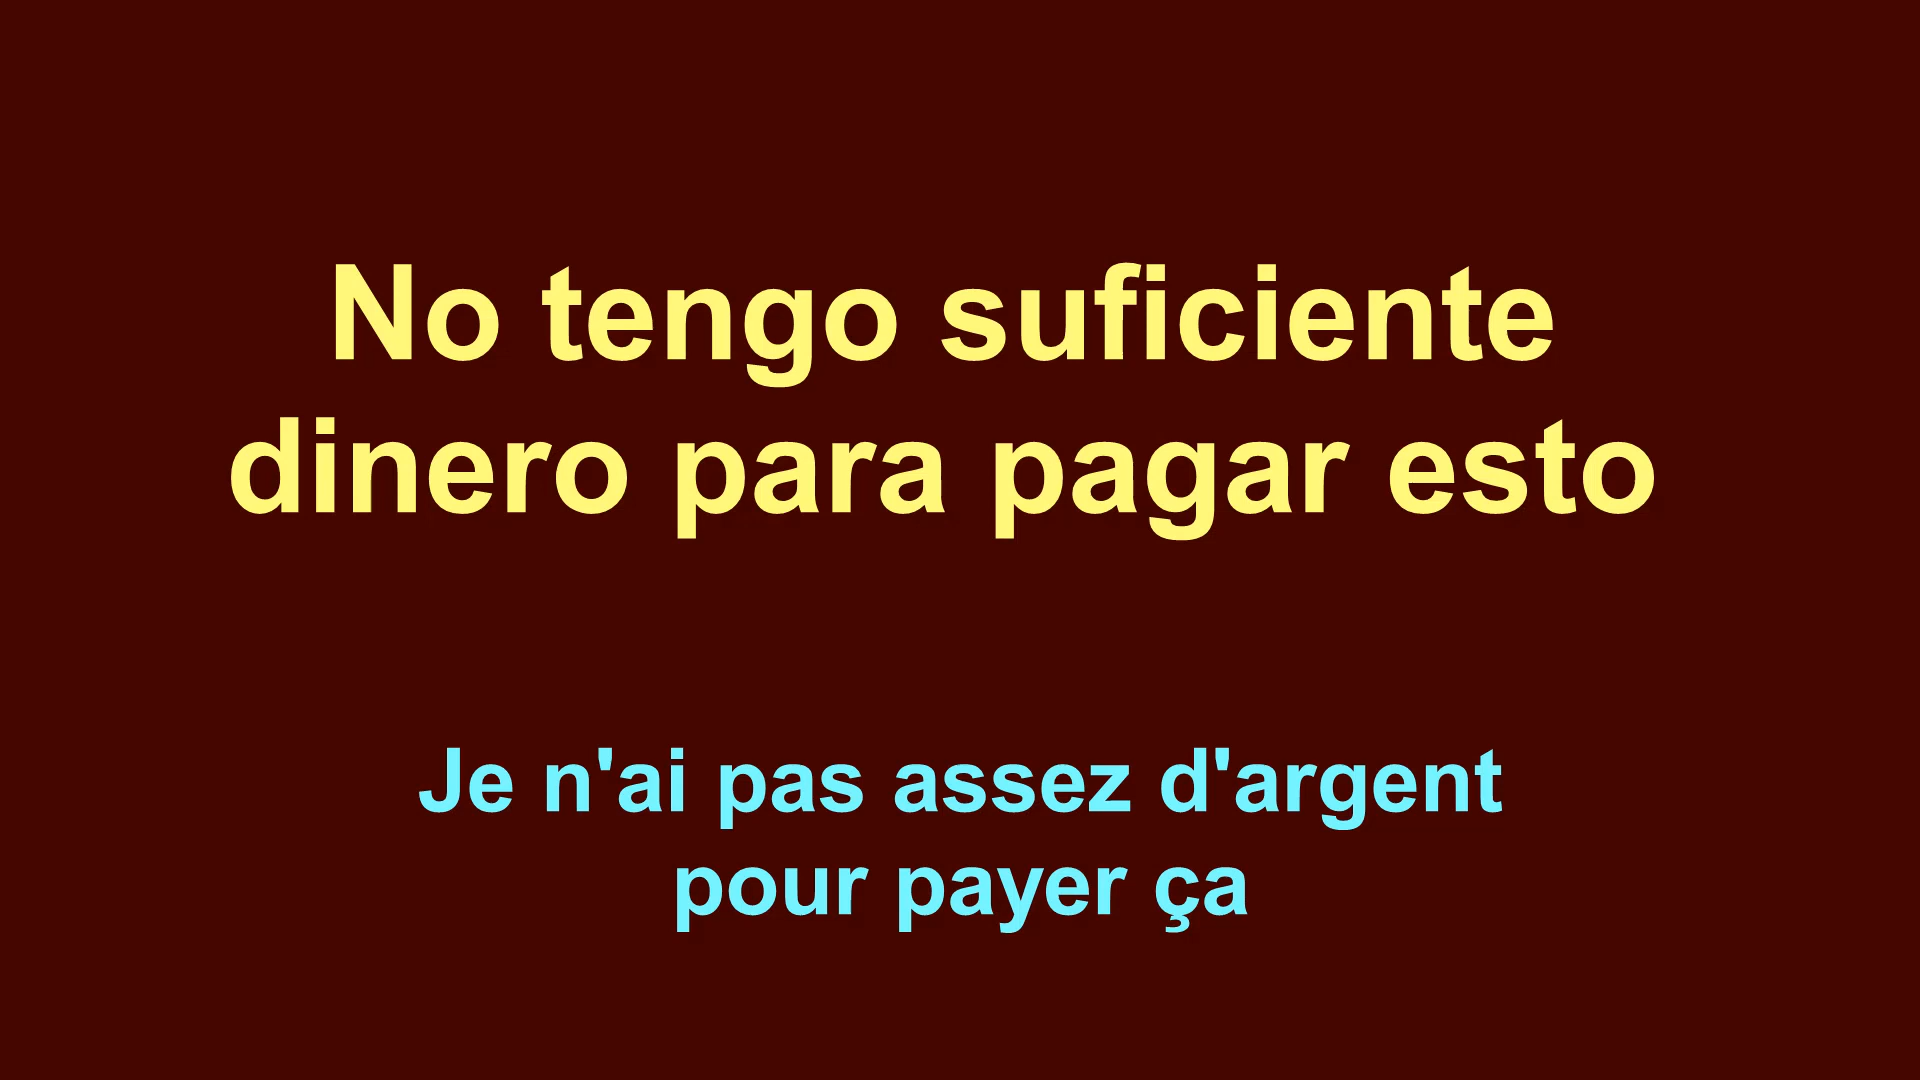 No tengo suficiente
dinero para pagar esto
Je n'ai pas assez d'argent
pour payer ça